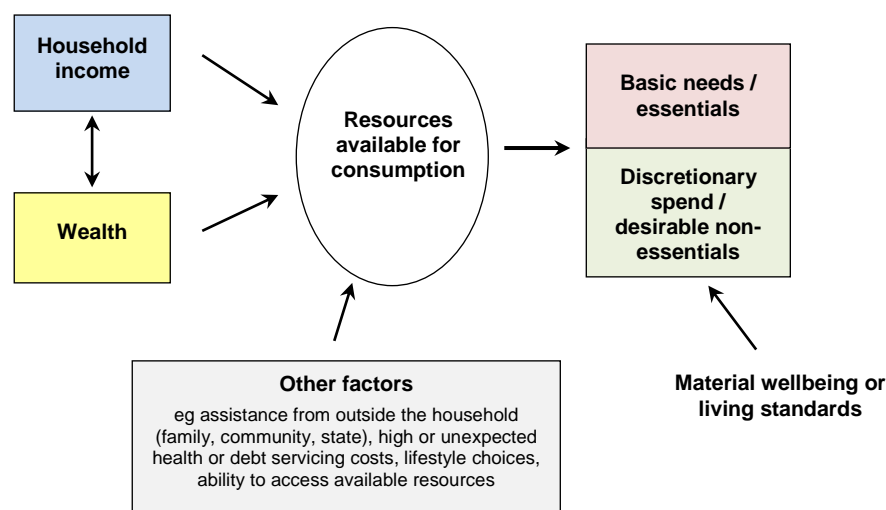 Household
income
Resources
available for
consumption
Basic needs /
essentials
Wealth
Discretionary
spend /
desirable non-
essentials
Other factors
eg assistance from outside the household
(family, community, state), high or unexpected
health or debt servicing costs, lifestyle choices,
ability to access available resources
Material wellbeing or
living standards